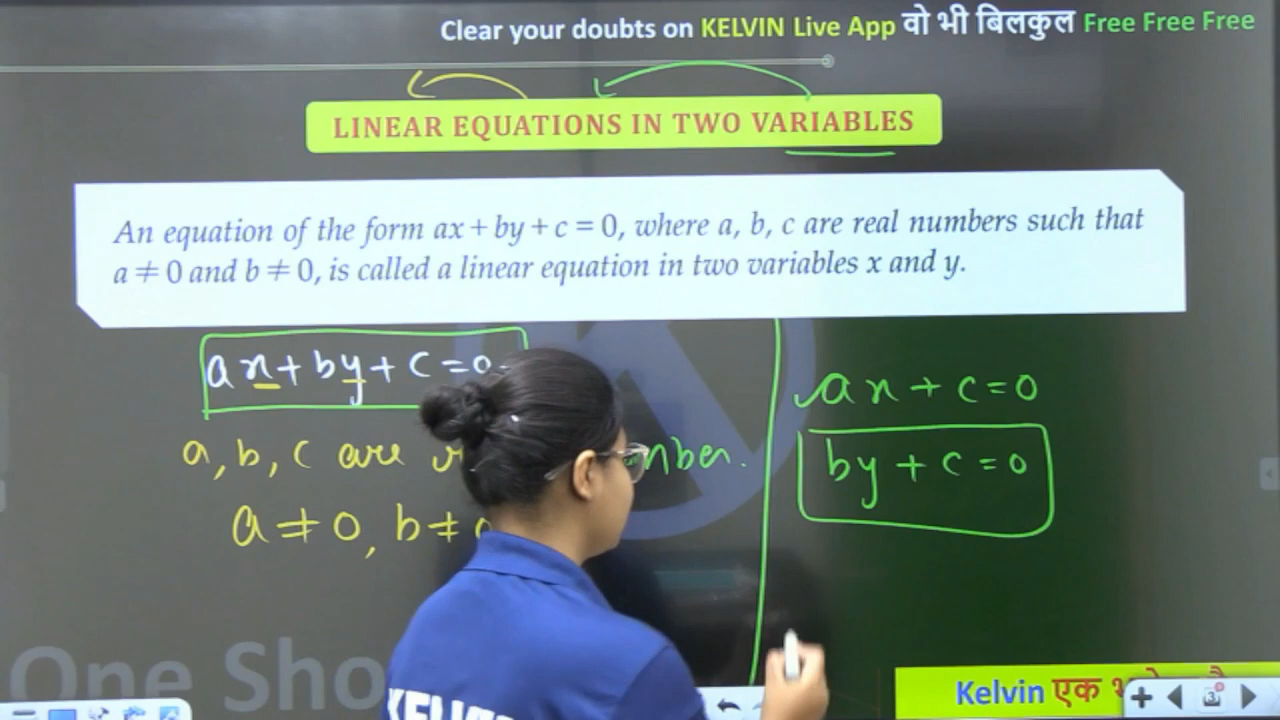 Clear your doubts on KELVIN Live App वो भी बिलकुल Free Free Free
LINEAR EQUATIONS IN TWO VARIABLES
An equation of the form ax + by + c = 0, where a, b, c are real numbers such that
a ≠ 0 and b ≠ 0, is called a linear equation in two variables x and y.
ax + by + c = 0
a, b, c are
a ≠ 0, b ≠
ax + c = 0
by + c = 0
One Sho
Kelvin एक